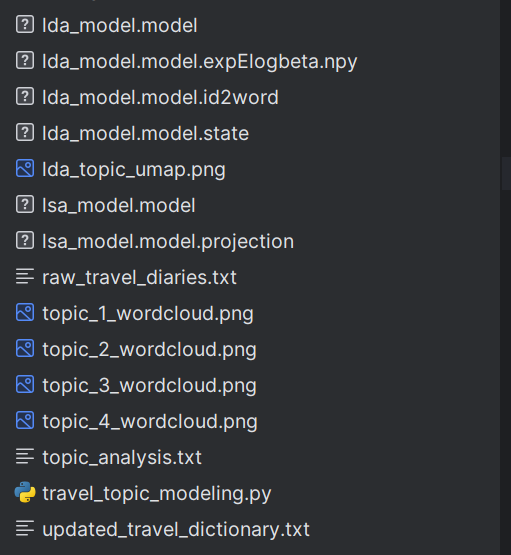 lda_model.model
lda_model.model.expElogbeta.npy
lda_model.model.id2word
lda_model.model.state
lda_topic_umap.png
lsa_model.model
lsa_model.model.projection
raw_travel_diaries.txt
topic_1_wordcloud.png
topic_2_wordcloud.png
topic_3_wordcloud.png
topic_4_wordcloud.png
topic_analysis.txt
travel_topic_modeling.py
updated_travel_dictionary.txt